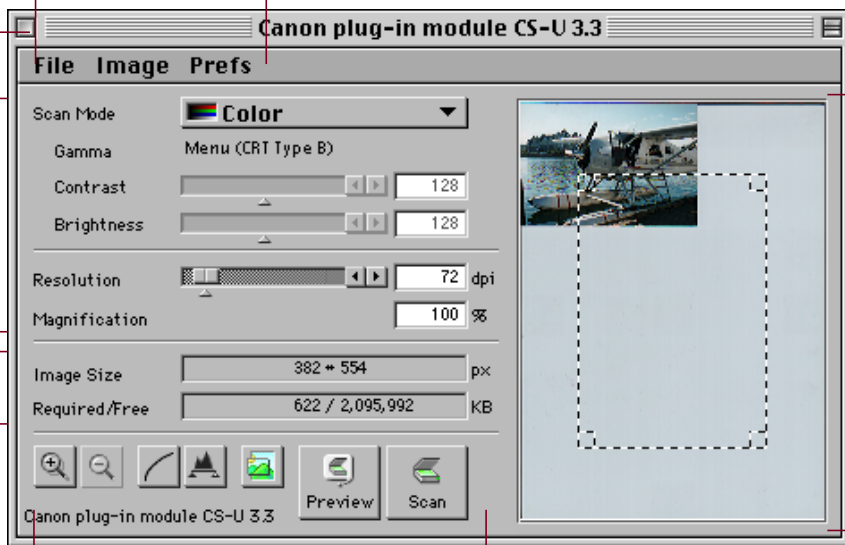 Canon plug-in module CS-U 3.3
File Image Prefs
Scan Mode Color
Gamma Menu (CRT Type B)
Contrast 128
Brightness 128
Resolution 72 dpi
Magnification 100 %
Image Size 382 * 554 px
Required/Free 622 / 2,095,992 KB
Preview Scan
Canon plug-in module CS-U 3.3